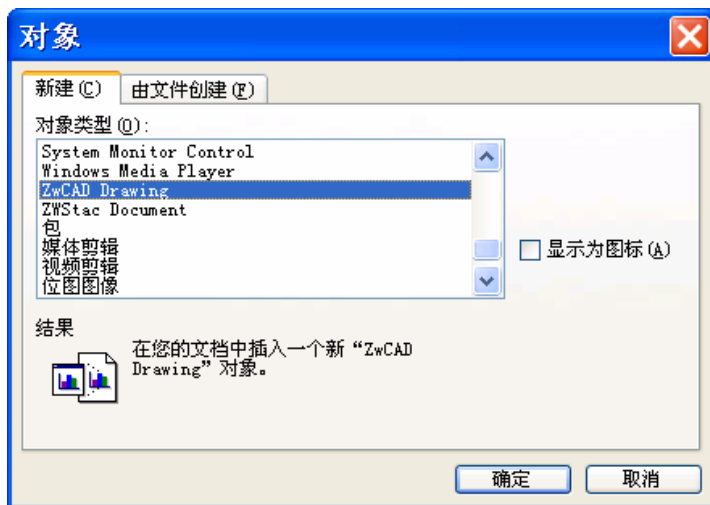 对象
新建(C) 由文件创建(F)
对象类型(O):
System Monitor Control
Windows Media Player
ZwCAD Drawing
ZWStac Document
包
媒体剪辑
视频剪辑
位图图像
显示为图标(A)
结果
在您的文档中插入一个新“ZwCAD
Drawing”对象。
确定 取消